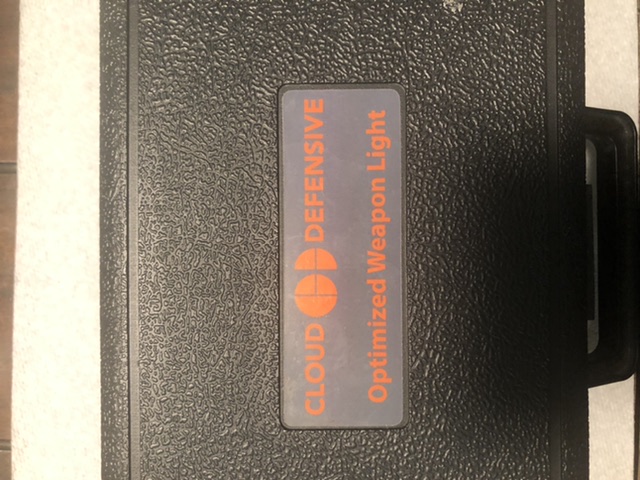 CLOUD DEFENSIVE
Optimized Weapon Light